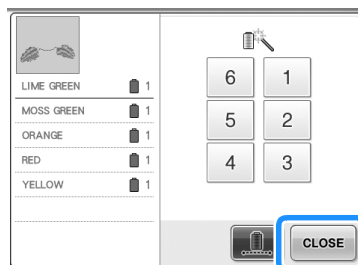 LIME GREEN 1
MOSS GREEN 1
ORANGE 1
RED 1
YELLOW 1
6 1
5 2
4 3
CLOSE